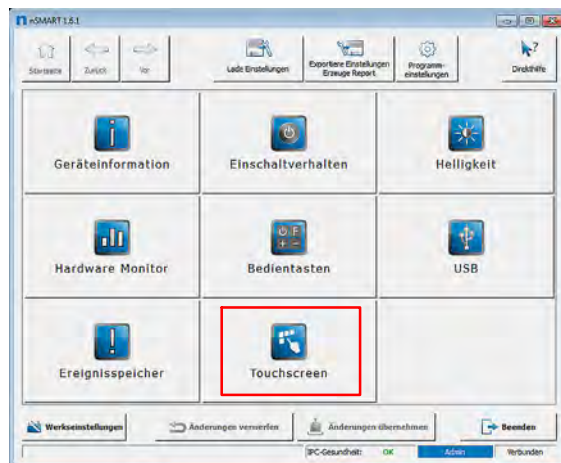 nSMART 1.6.1
Startseite
Zurück
Vor
Lade Einstellungen
Exportiere Einstellungen
Erzeuge Report
Programm-
einstellungen
Direkthilfe
Geräteinformation
Einschaltverhalten
Helligkeit
Hardware Monitor
Bedientasten
USB
Ereignisspeicher
Touchscreen
Werkseinstellungen
Änderungen verwerfen
Änderungen übernehmen
Beenden
IPC-Gesundheit: OK
Admin
Verbunden